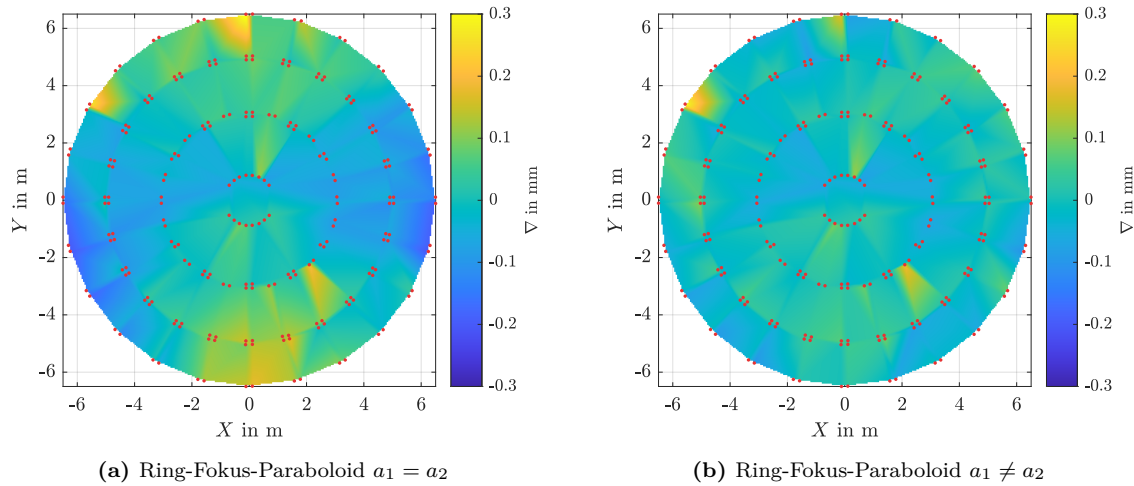 6
4
2
0
-2
-4
-6
Y in m
-6 -4 -2 0 2 4 6
X in m
0.3
0.2
0.1
0
-0.1
-0.2
-0.3
∇ in mm
(a) Ring-Fokus-Paraboloid a₁ = a₂
6
4
2
0
-2
-4
-6
Y in m
-6 -4 -2 0 2 4 6
X in m
0.3
0.2
0.1
0
-0.1
-0.2
-0.3
∇ in mm
(b) Ring-Fokus-Paraboloid a₁ ≠ a₂